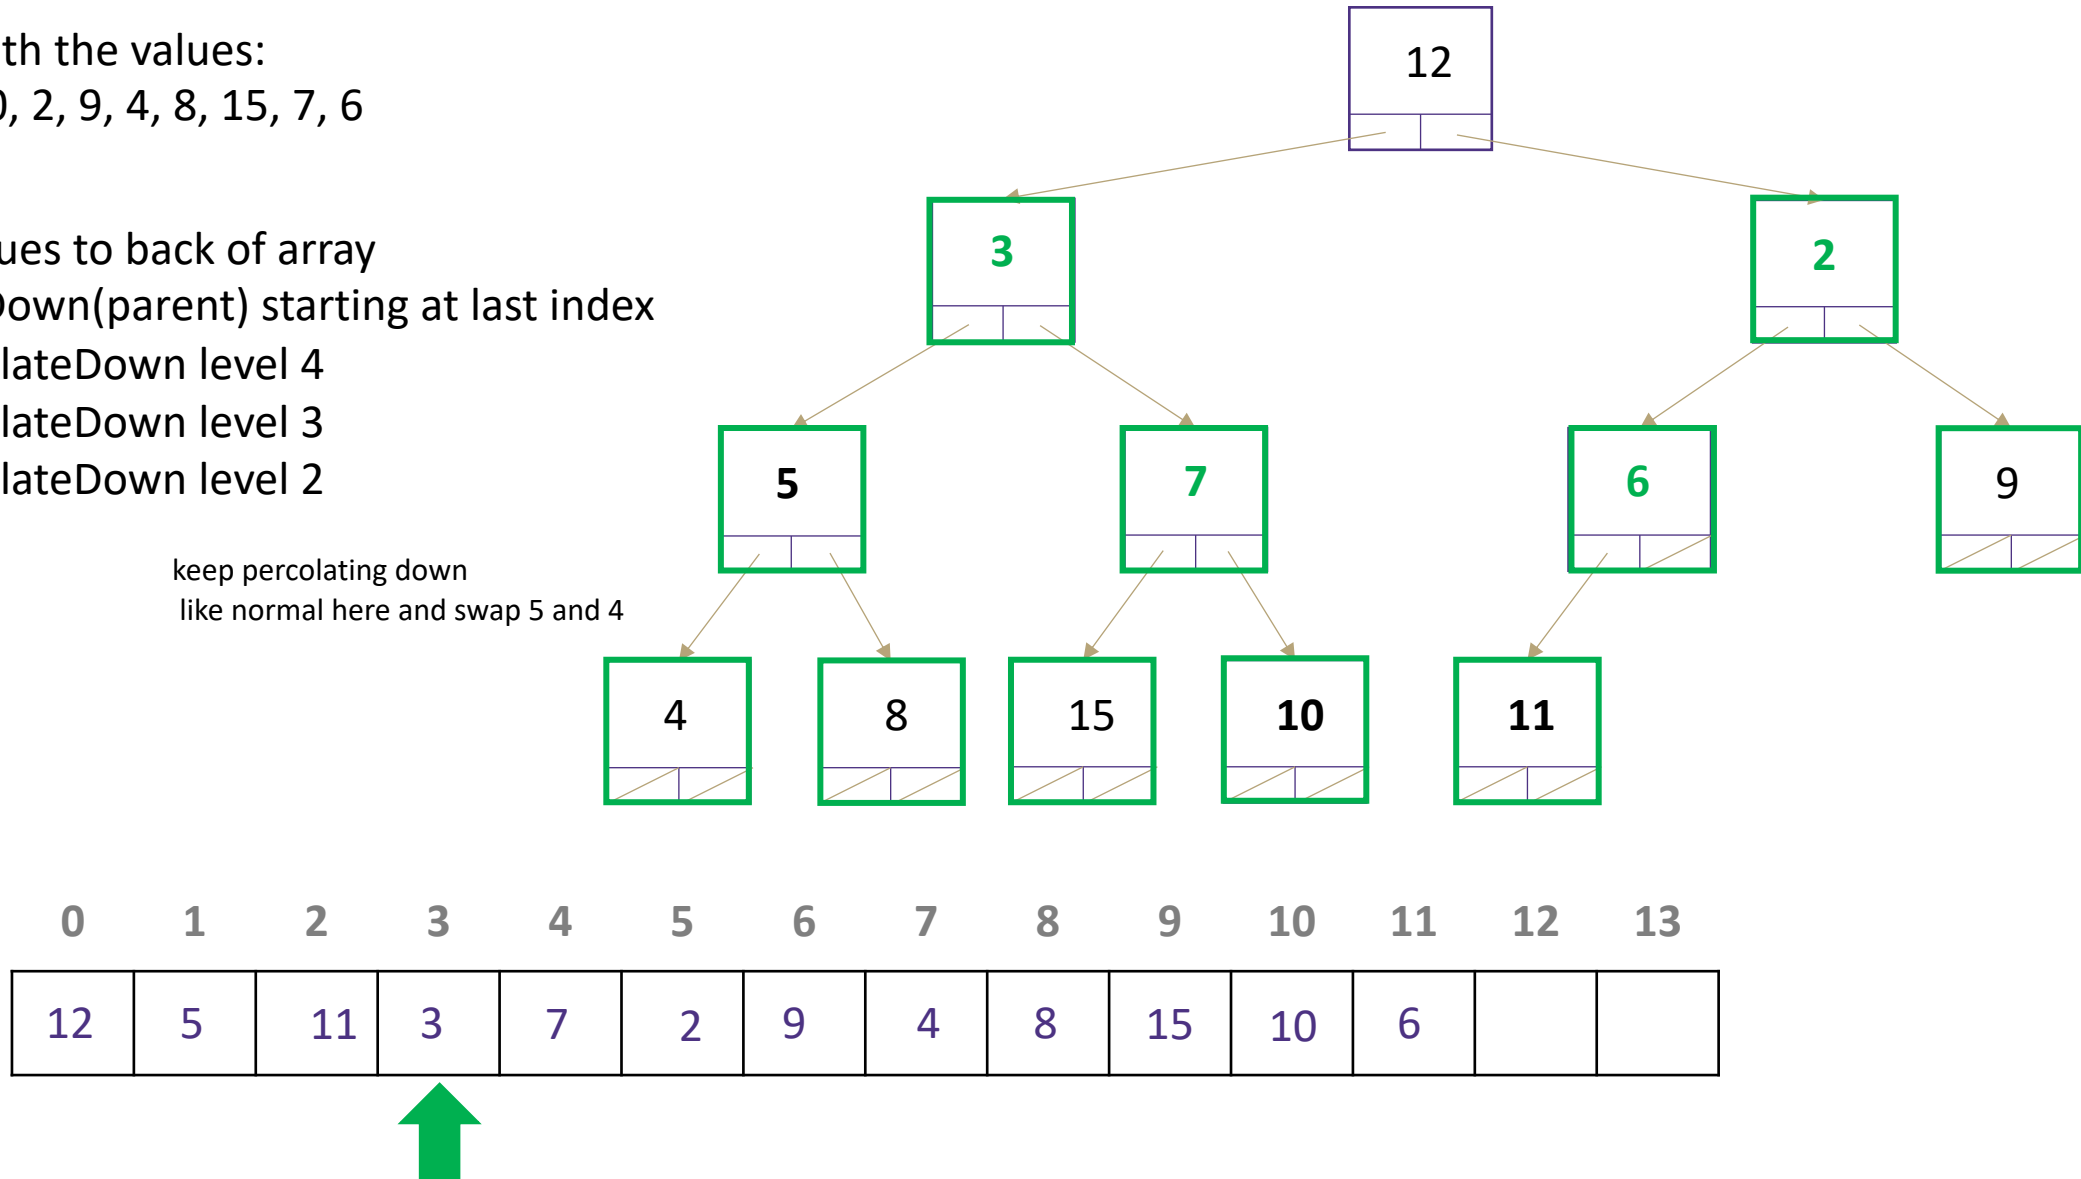 th the values:
0, 2, 9, 4, 8, 15, 7, 6
ues to back of array
Down(parent) starting at last index
lateDown level 4
lateDown level 3
lateDown level 2
keep percolating down
like normal here and swap 5 and 4
12
3 2
5 7 6 9
4 8 15 10 11
0 1 2 3 4 5 6 7 8 9 10 11 12 13
12 5 11 3 7 2 9 4 8 15 10 6